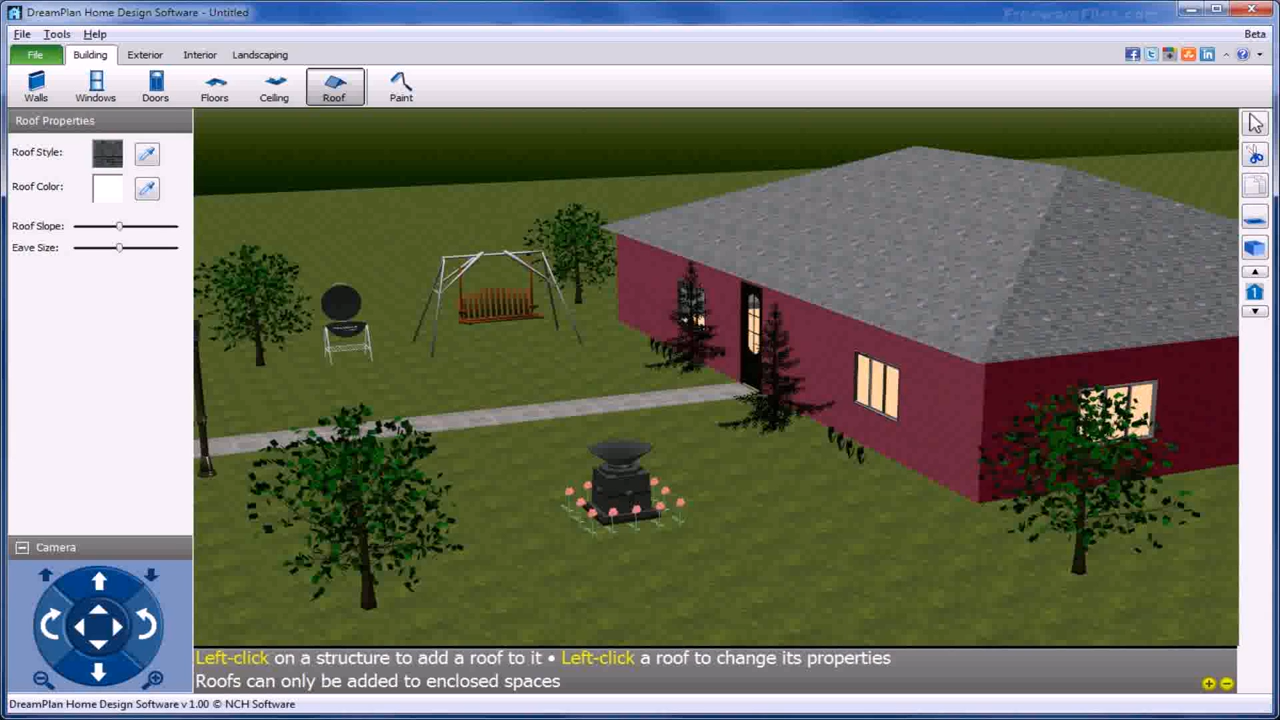 DreamPlan Home Design Software - Untitled
FreewareFiles.com
File Tools Help
Beta
File Building Exterior Interior Landscaping
Walls Windows Doors Floors Ceiling Roof Paint
Roof Properties
Roof Style:
Roof Color:
Roof Slope:
Eave Size:
1
Camera
Left-click on a structure to add a roof to it • Left-click a roof to change its properties
Roofs can only be added to enclosed spaces
DreamPlan Home Design Software v 1.00 © NCH Software